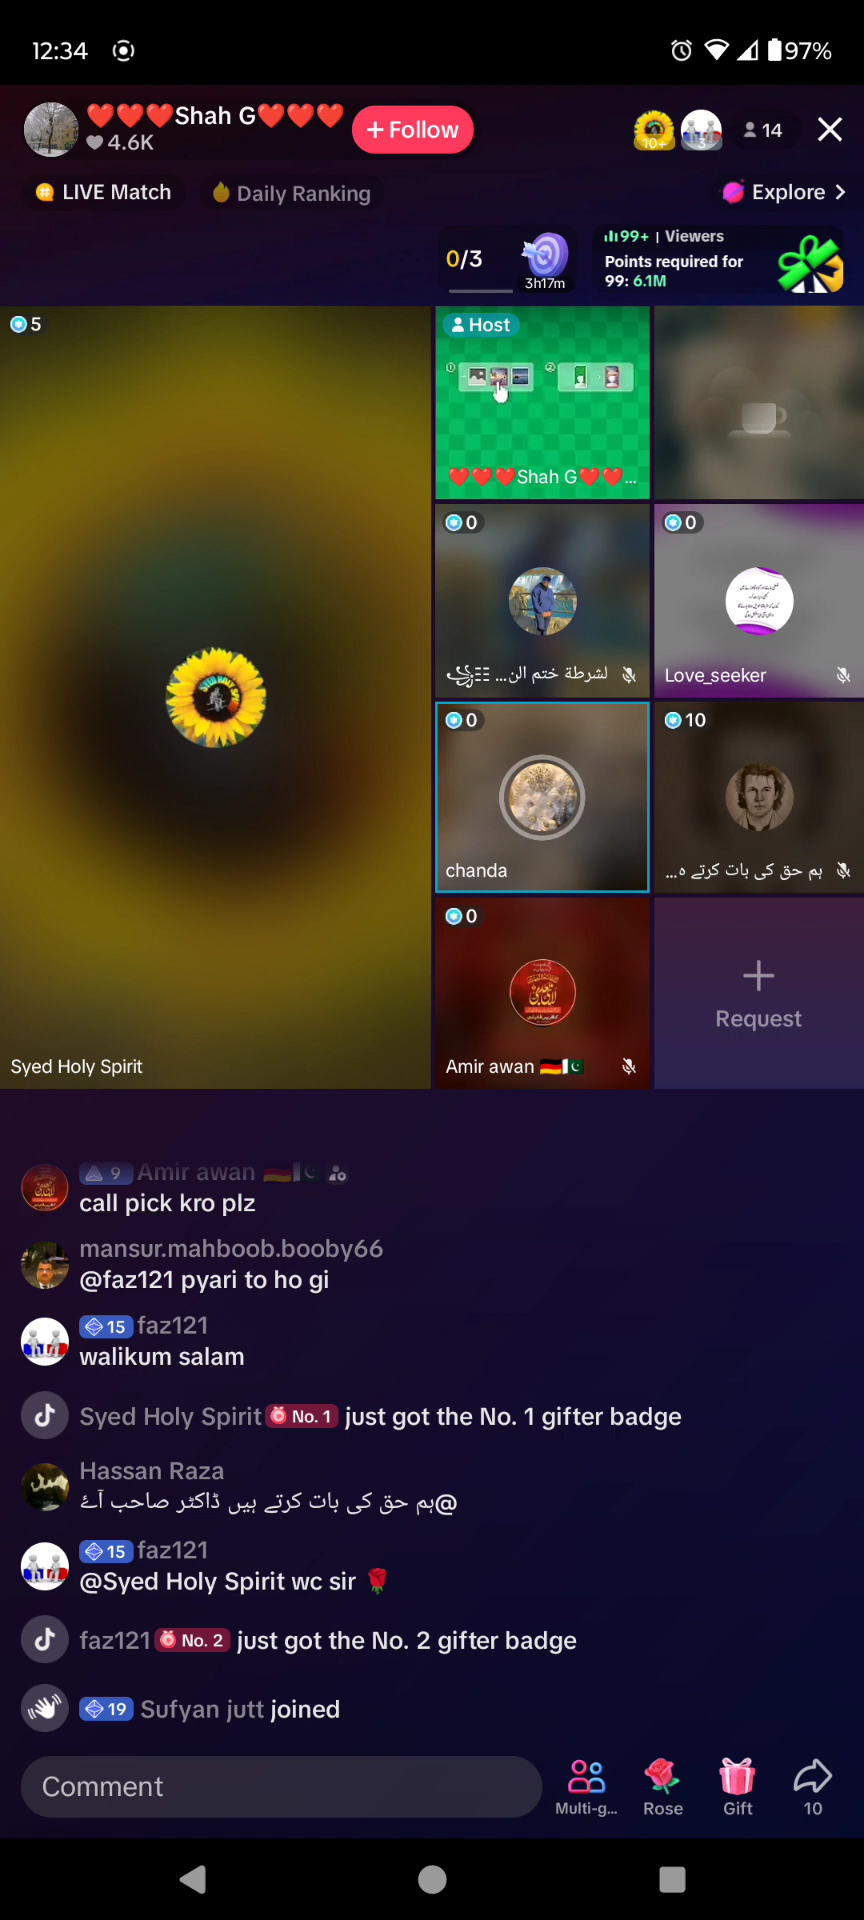 12:34
97%
❤️❤️❤️Shah G❤️❤️❤️
4.6K
+ Follow
10+
3
14
LIVE Match
Daily Ranking
Explore
0/3
3h17m
99+ | Viewers
Points required for
99: 6.1M
5
Syed Holy Spirit
Host
❤️❤️❤️Shah G❤️❤️...
0
لشرطة ختم الن...
0
Love_seeker
0
chanda
10
ہم حق کی بات کرتے ہ...
0
Amir awan 🇩🇪🇵🇰
Request
9 Amir awan 🇩🇪🇵🇰
call pick kro plz
mansur.mahboob.booby66
@faz121 pyari to ho gi
15 faz121
walikum salam
Syed Holy Spirit No. 1 just got the No. 1 gifter badge
Hassan Raza
@ہم حق کی بات کرتے ہیں ڈاکٹر صاحب آئے
15 faz121
@Syed Holy Spirit wc sir 🌹
faz121 No. 2 just got the No. 2 gifter badge
19 Sufyan jutt joined
Comment
Multi-g...
Rose
Gift
10